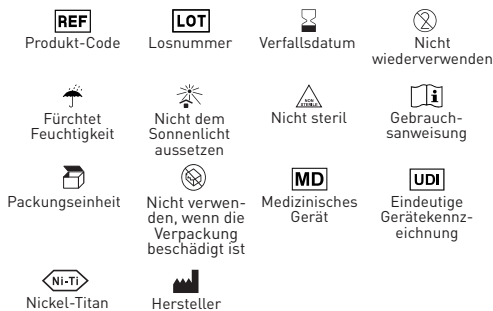 REF
LOT
Produkt-Code
Losnummer
Verfallsdatum
Nicht
wiederverwenden
NON
STERILE
Fürchtet
Feuchtigkeit
Nicht dem
Sonnenlicht
aussetzen
Nicht steril
Gebrauch-
sanweisung
MD
UDI
Packungseinheit
Nicht verwen-
den, wenn die
Verpackung
beschädigt ist
Medizinisches
Gerät
Eindeutige
Gerätekennz-
eichnung
Ni-Ti
Nickel-Titan
Hersteller